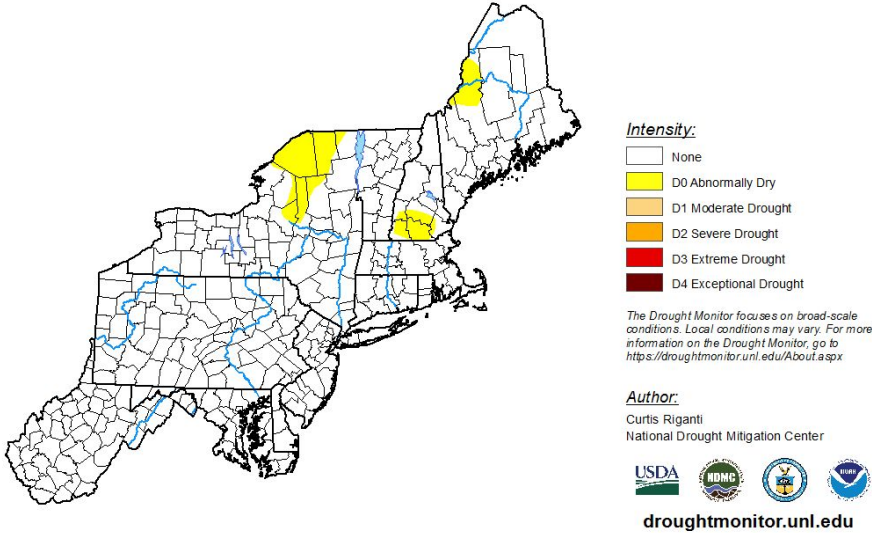 Intensity:
None
D0 Abnormally Dry
D1 Moderate Drought
D2 Severe Drought
D3 Extreme Drought
D4 Exceptional Drought
The Drought Monitor focuses on broad-scale
conditions. Local conditions may vary. For more
information on the Drought Monitor, go to
https://droughtmonitor.unl.edu/About.aspx
Author:
Curtis Riganti
National Drought Mitigation Center
USDA
NDMC
NOAA
droughtmonitor.unl.edu